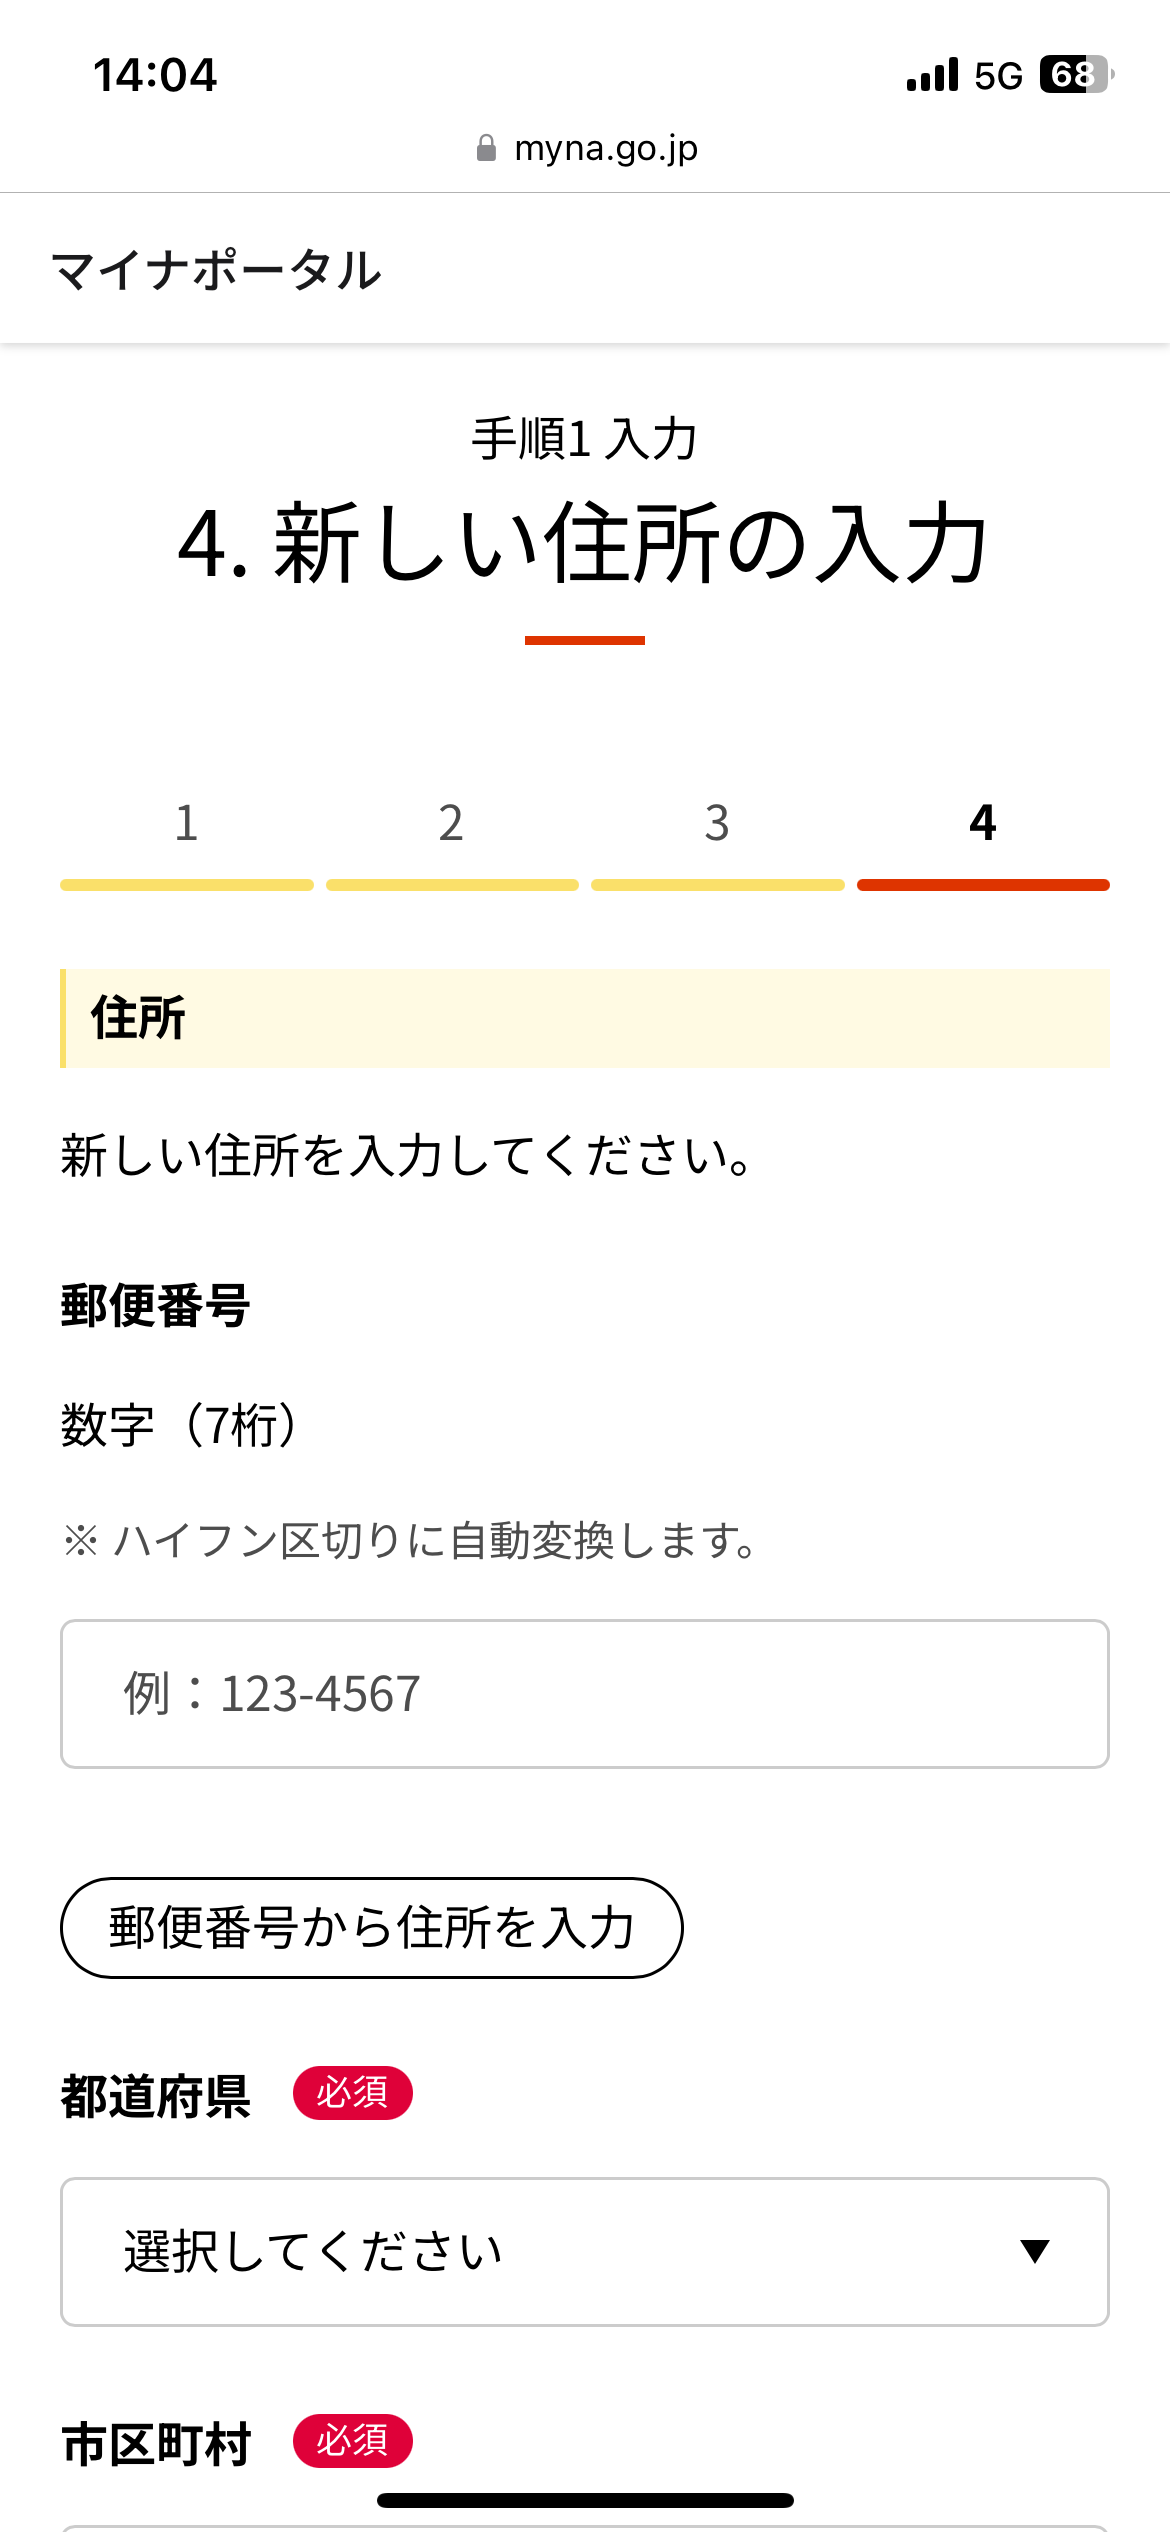 14:04
5G 68
myna.go.jp
マイナポータル
手順1 入力
4. 新しい住所の入力
1 2 3 4
住所
新しい住所を入力してください。
郵便番号
数字（7桁）
※ ハイフン区切りに自動変換します。
例：123-4567
郵便番号から住所を入力
都道府県 必須
選択してください ▼
市区町村 必須